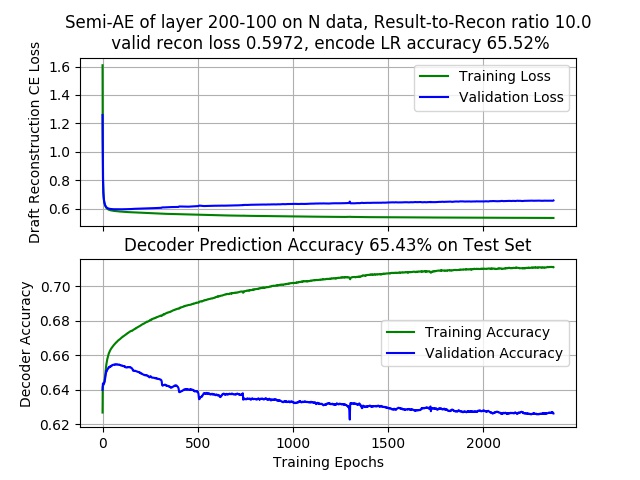 Semi-AE of layer 200-100 on N data, Result-to-Recon ratio 10.0
valid recon loss 0.5972, encode LR accuracy 65.52%
Draft Reconstruction CE Loss
1.6
1.4
1.2
1.0
0.8
0.6
Training Loss
Validation Loss
Decoder Prediction Accuracy 65.43% on Test Set
Decoder Accuracy
0.70
0.68
0.66
0.64
0.62
Training Accuracy
Validation Accuracy
0 500 1000 1500 2000
Training Epochs